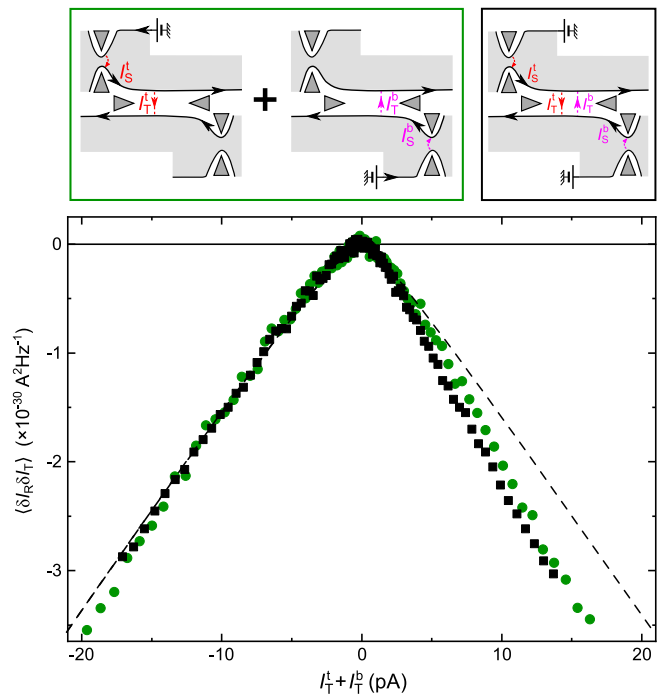 I_S^t
I_T^t
+
I_T^b
I_S^b
I_S^t
I_T^t I_T^b
I_S^b
0
-1
-2
-3
⟨δI_R δI_T⟩ (×10⁻³⁰ A²Hz⁻¹)
-20 -10 0 10 20
I_T^t + I_T^b (pA)